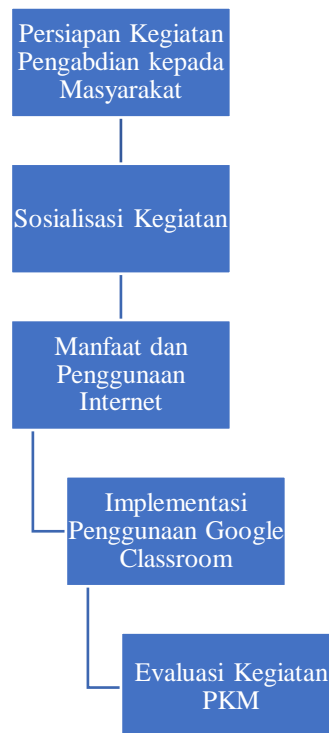 Persiapan Kegiatan
Pengabdian kepada
Masyarakat
Sosialisasi Kegiatan
Manfaat dan
Penggunaan
Internet
Implementasi
Penggunaan Google
Classroom
Evaluasi Kegiatan
PKM